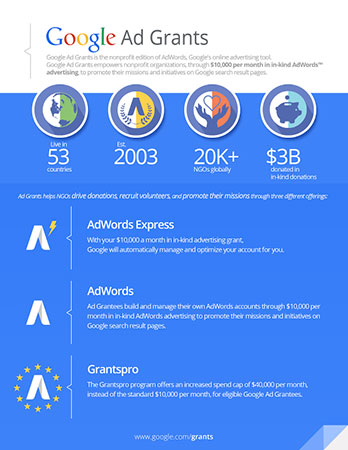 Google Ad Grants
Google Ad Grants is the nonprofit edition of AdWords, Google's online advertising tool.
Google Ad Grants empowers nonprofit organizations, through $10,000 per month in in-kind AdWords™
advertising, to promote their missions and initiatives on Google search result pages.
Live in
53
countries
Est.
2003
20K+
NGOs globally
$3B
donated in
in-kind donations
Ad Grants helps NGOs drive donations, recruit volunteers, and promote their missions through three different offerings:
AdWords Express
With your $10,000 a month in in-kind advertising grant,
Google will automatically manage and optimize your account for you.
AdWords
Ad Grantees build and manage their own AdWords accounts through $10,000 per
month in in-kind AdWords advertising to promote their missions and initiatives on
Google search result pages.
Grantspro
The Grantspro program offers an increased spend cap of $40,000 per month,
instead of the standard $10,000 per month, for eligible Google Ad Grantees.
www.google.com/grants